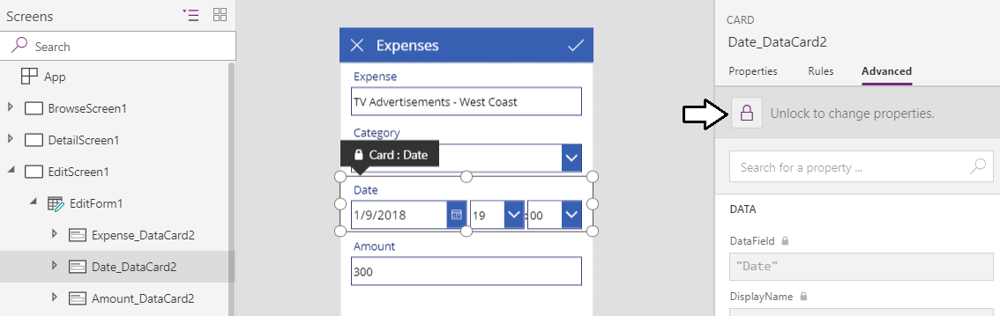 Screens
Search
App
BrowseScreen1
DetailScreen1
EditScreen1
EditForm1
Expense_DataCard2
Date_DataCard2
Amount_DataCard2
Expenses
Expense
TV Advertisements - West Coast
Category
Card : Date
Date
1/9/2018 19 : 00
Amount
300
CARD
Date_DataCard2
Properties Rules Advanced
Unlock to change properties.
Search for a property ...
DATA
DataField
"Date"
DisplayName